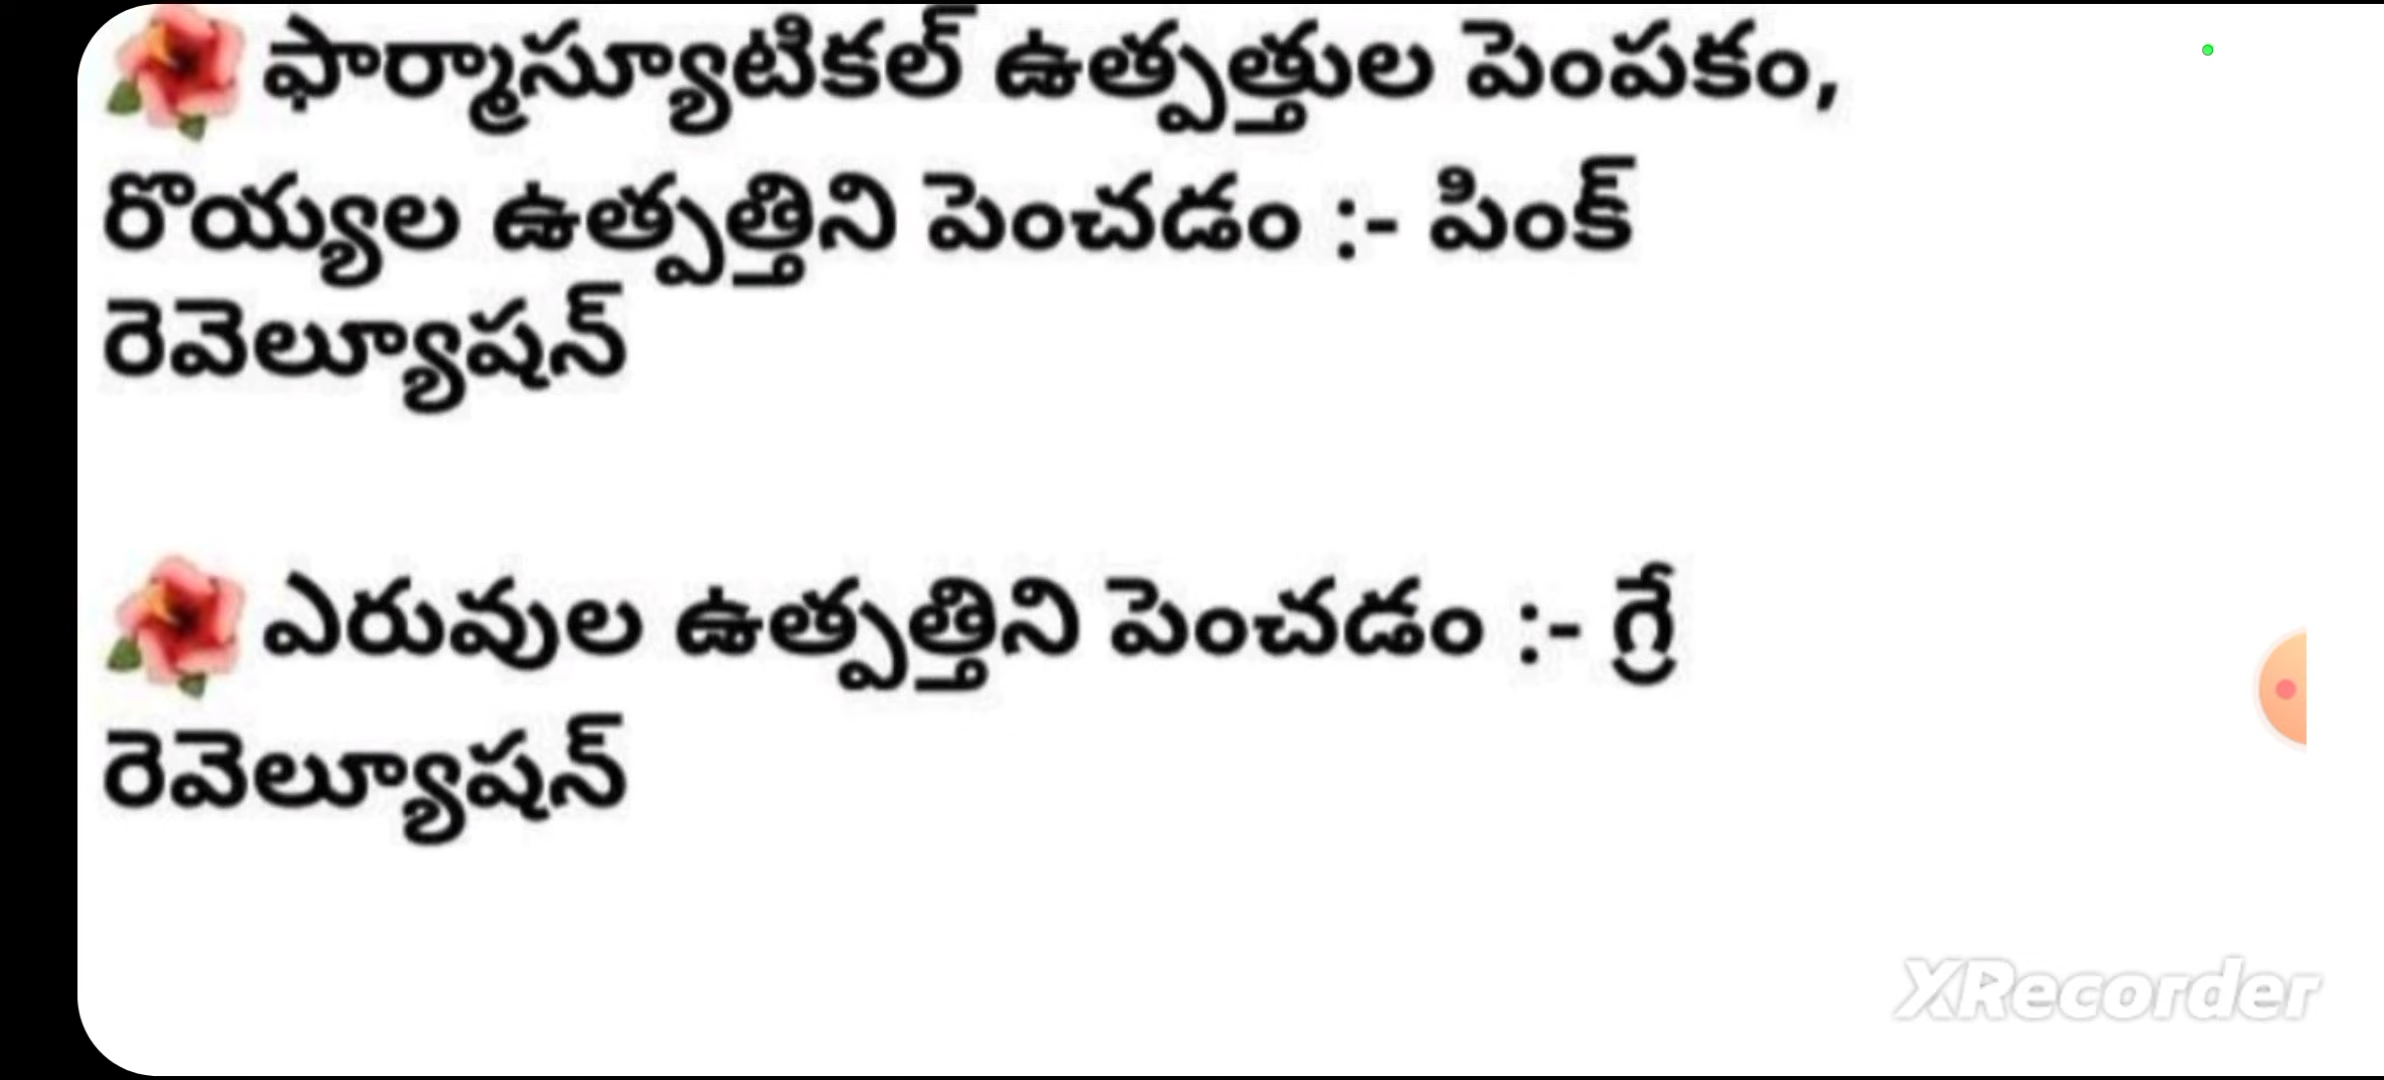 ఫార్మాస్యూటికల్ ఉత్పత్తుల పెంపకం,
రొయ్యల ఉత్పత్తిని పెంచడం :- పింక్
రెవెల్యూషన్
ఎరువుల ఉత్పత్తిని పెంచడం :- గ్రే
రెవెల్యూషన్
XRecorder